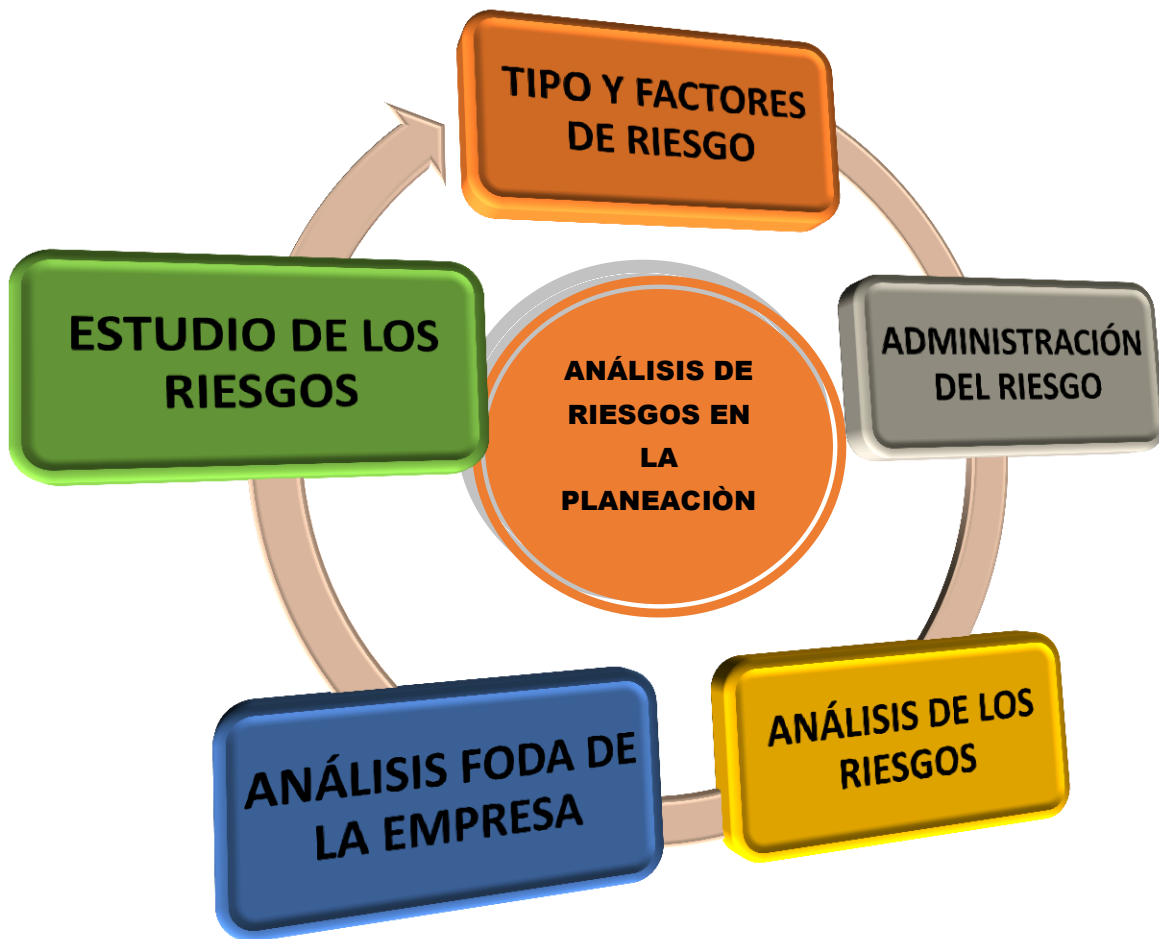 TIPO Y FACTORES
DE RIESGO
ADMINISTRACIÓN
DEL RIESGO
ANÁLISIS DE LOS
RIESGOS
ANÁLISIS FODA DE
LA EMPRESA
ESTUDIO DE LOS
RIESGOS
ANÁLISIS DE
RIESGOS EN
LA
PLANEACIÒN